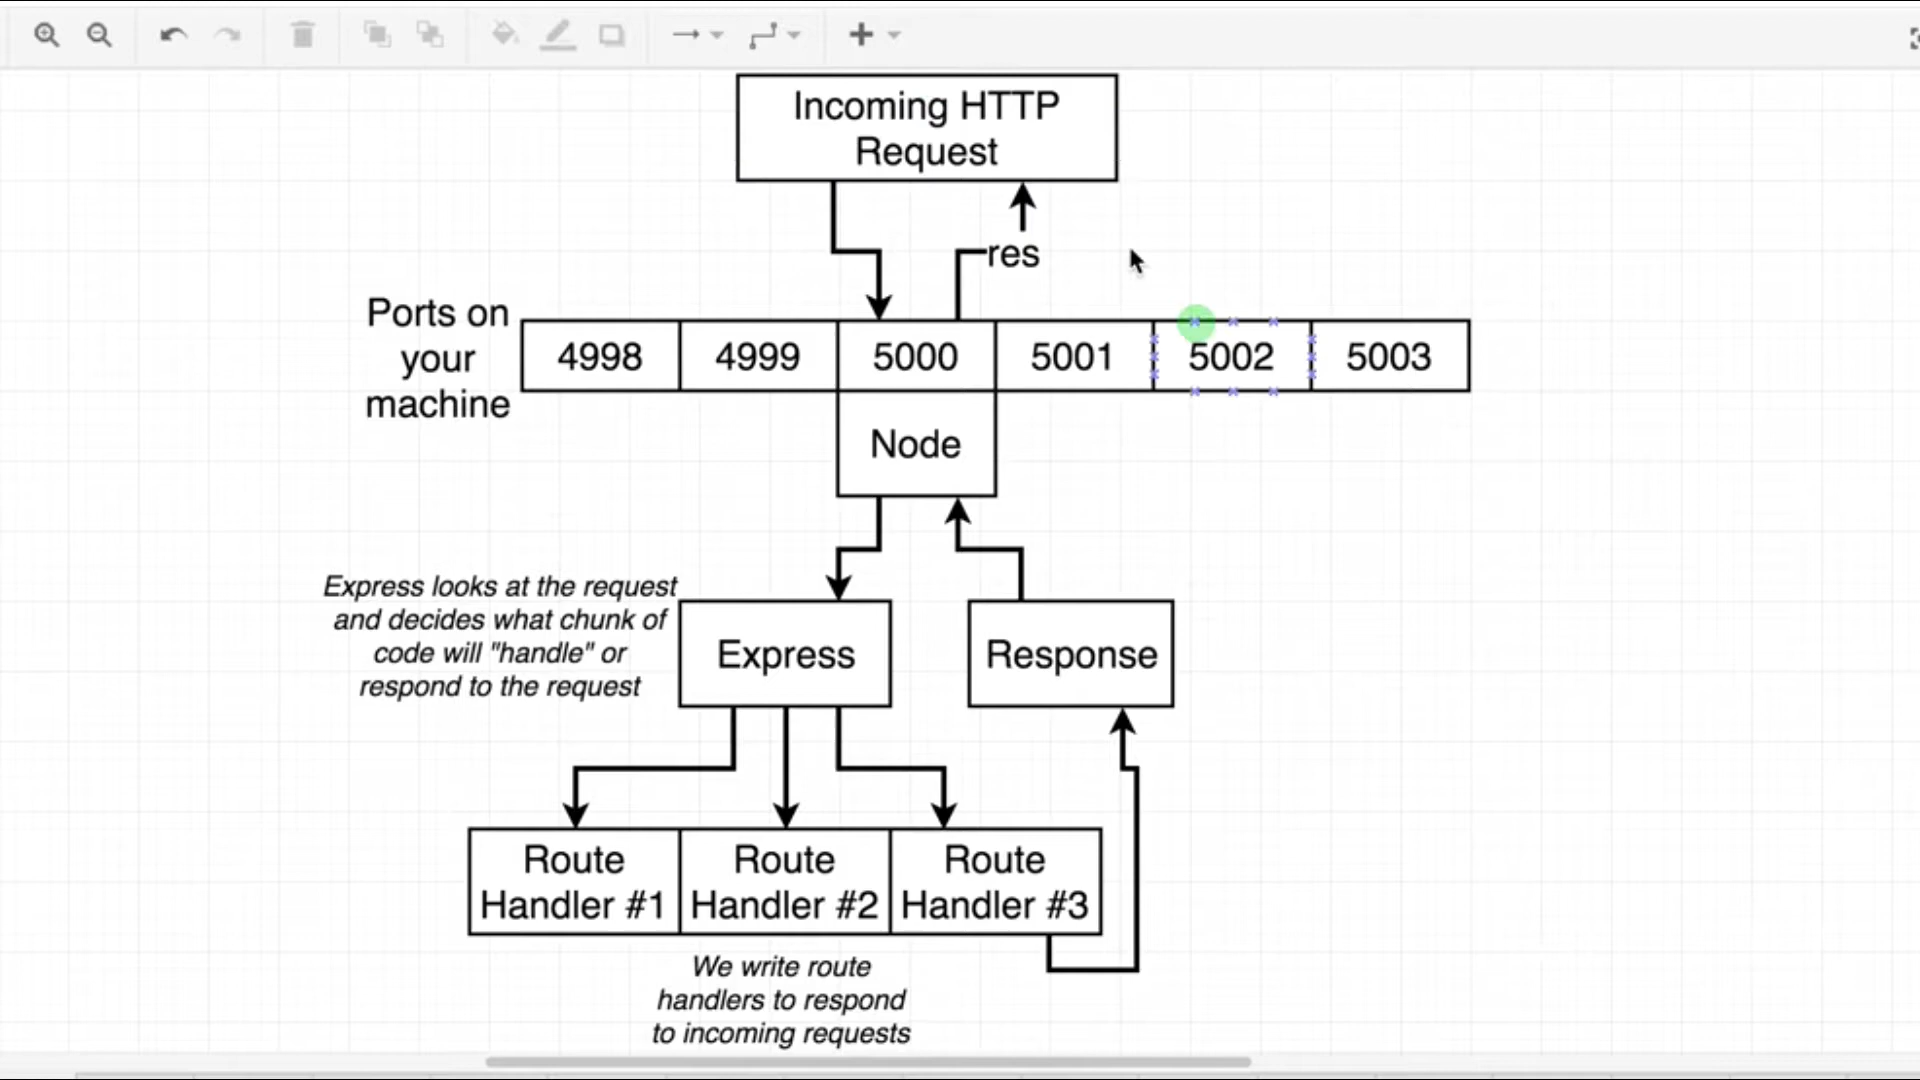 Incoming HTTP
Request
res
Ports on
your
machine
4998
4999
5000
5001
5002
5003
Node
Express looks at the request
and decides what chunk of
code will "handle" or
respond to the request
Express
Response
Route
Handler #1
Route
Handler #2
Route
Handler #3
We write route
handlers to respond
to incoming requests